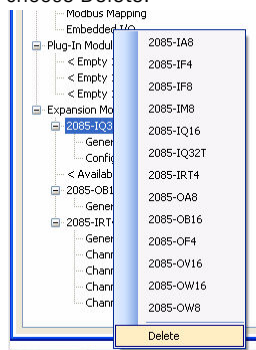 choose Delete.
Modbus Mapping
Embedded I/O
Plug-In Modul
< Empty
< Empty
< Empty
Expansion Mo
2085-IQ3
Gener
Config
< Availab
2085-OB1
Gener
2085-IRT4
Gener
Chann
Chann
Chann
Chann
2085-IA8
2085-IF4
2085-IF8
2085-IM8
2085-IQ16
2085-IQ32T
2085-IRT4
2085-OA8
2085-OB16
2085-OF4
2085-OV16
2085-OW16
2085-OW8
Delete